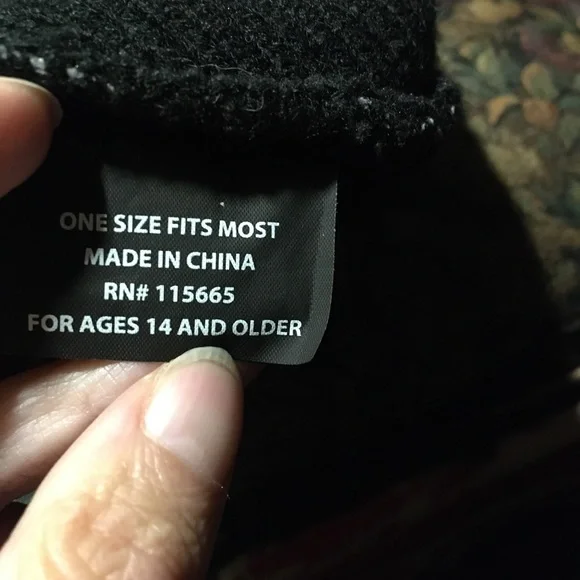 ONE SIZE FITS MOST
MADE IN CHINA
RN# 115665
FOR AGES 14 AND OLDER